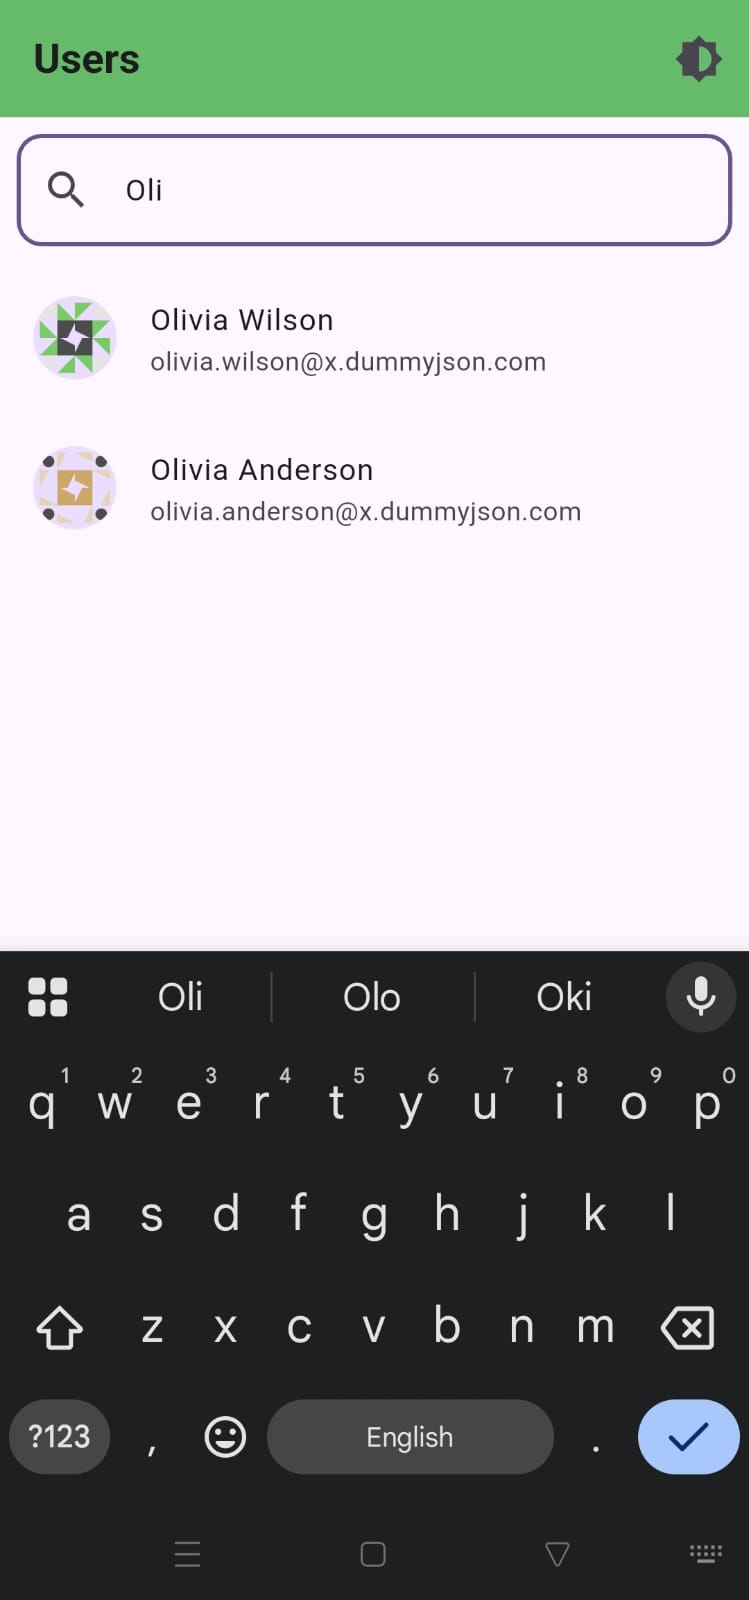 Users
Oli
Olivia Wilson
olivia.wilson@x.dummyjson.com
Olivia Anderson
olivia.anderson@x.dummyjson.com
Oli Olo Oki
1 2 3 4 5 6 7 8 9 0
q w e r t y u i o p
a s d f g h j k l
z x c v b n m
?123 , English .